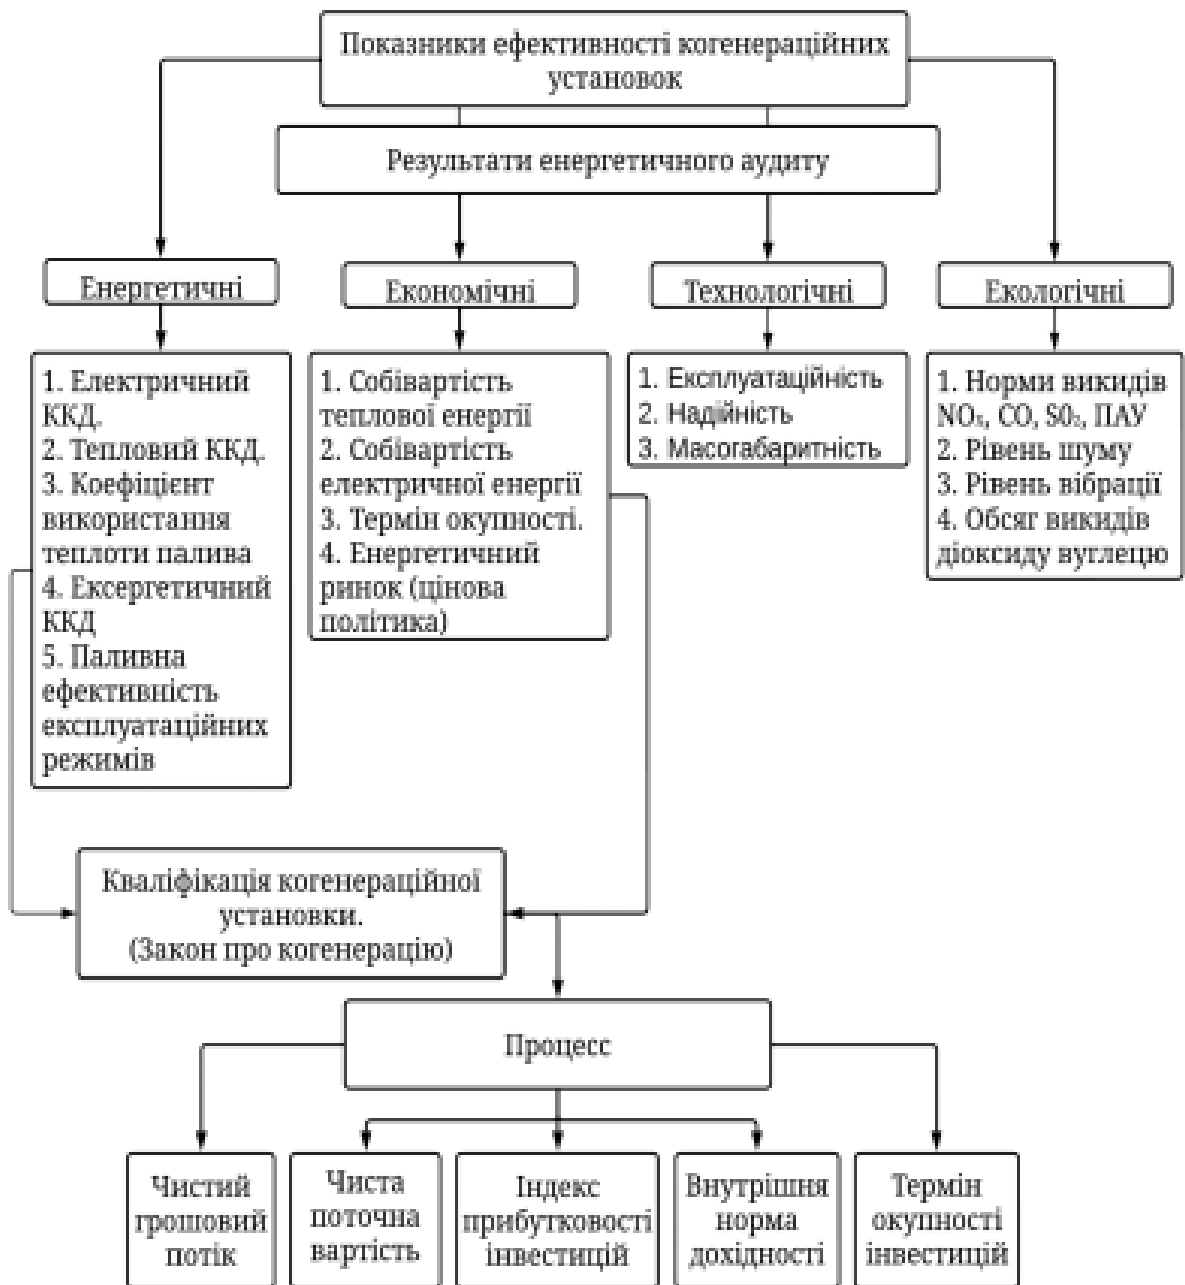 Показники ефективності когенераційних
установок
Результати енергетичного аудиту
Енергетичні
Економічні
Технологічні
Екологічні
1. Електричний
ККД.
2. Тепловий ККД.
3. Коефіцієнт
використання
теплоти палива
4. Ексергетичний
ККД
5. Паливна
ефективність
експлуатаційних
режимів
1. Собівартість
теплової енергії
2. Собівартість
електричної енергії
3. Термін окупності.
4. Енергетичний
ринок (цінова
політика)
1. Експлуатаційність
2. Надійність
3. Масогабаритність
1. Норми викидів
CO, SO₂, ПАУ
2. Рівень шуму
3. Рівень вібрації
4. Обсяг викидів
діоксиду вуглецю
Кваліфікація когенераційної
установки.
(Закон про когенерацію)
Процесс
Чистий
грошовий
потік
Чиста
поточна
вартість
Індекс
прибутковості
інвестицій
Внутрішня
норма
дохідності
Термін
окупності
інвестицій